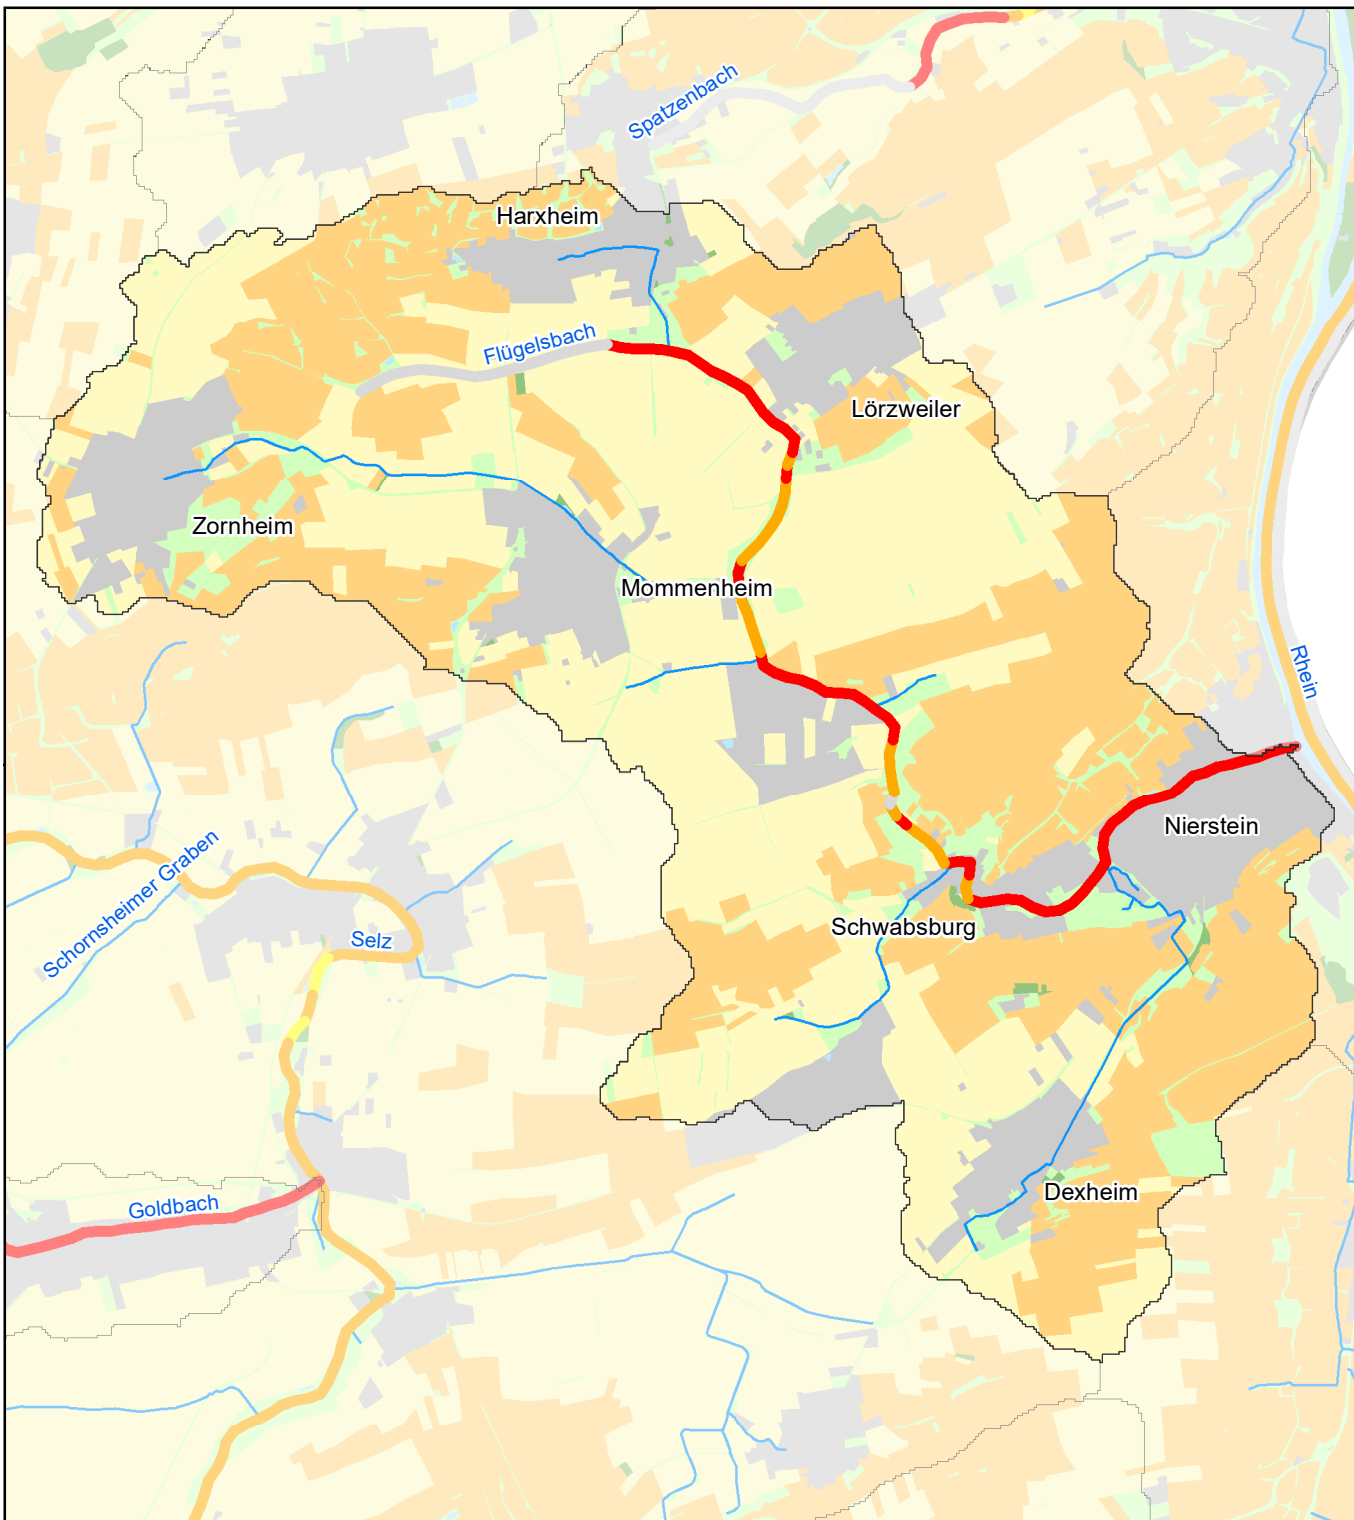 Spatzenbach
Harxheim
Flügelsbach
Lörzweiler
Zornheim
Mommenheim
Rhein
Nierstein
Schornsheimer Graben
Selz
Schwabsburg
Dexheim
Goldbach